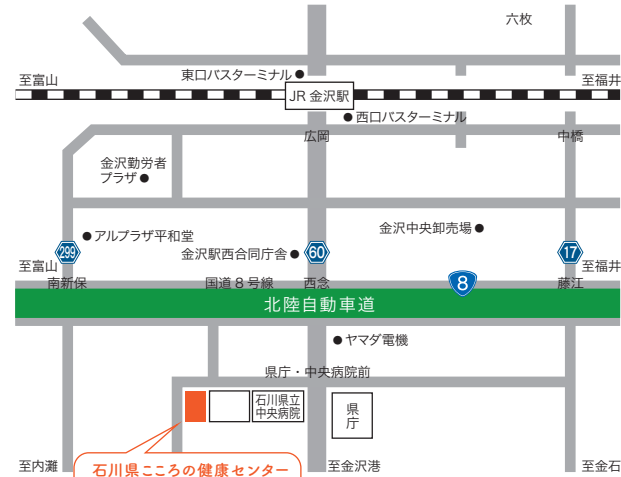 六枚
東口バスターミナル
至富山
至福井
JR 金沢駅
西口バスターミナル
広岡
中橋
金沢勤労者
プラザ
アルプラザ平和堂
金沢中央卸売場
299
金沢駅西合同庁舎
60
17
至富山
至福井
南新保
国道８号線
西念
8
藤江
北陸自動車道
ヤマダ電機
県庁・中央病院前
石川県立
中央病院
県
庁
至内灘
石川県こころの健康センター
至金沢港
至金石